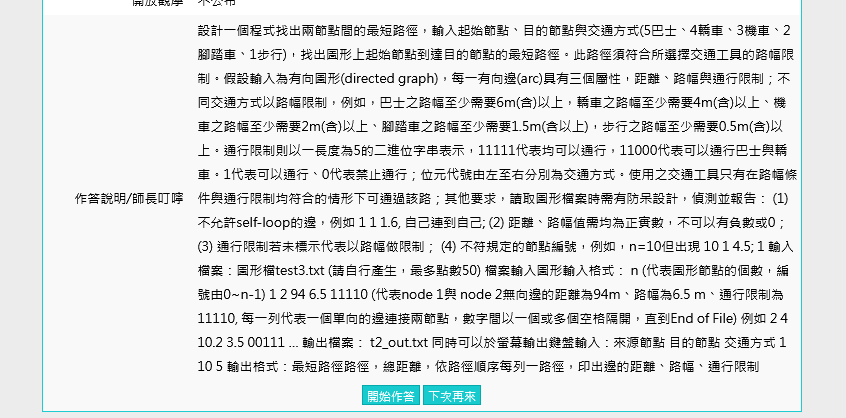 開放觀摩 不公布
設計一個程式找出兩節點間的最短路徑，輸入起始節點、目的節點與交通方式(5巴士、4轎車、3機車、2
腳踏車、1步行)，找出圖形上起始節點到達目的節點的最短路徑。此路徑須符合所選擇交通工具的路幅限
制。假設輸入為有向圖形(directed graph)，每一有向邊(arc)具有三個屬性，距離、路幅與通行限制；不
同交通方式以路幅限制，例如，巴士之路幅至少需要6m(含)以上，轎車之路幅至少需要4m(含)以上、機
車之路幅至少需要2m(含)以上、腳踏車之路幅至少需要1.5m(含以上)，步行之路幅至少需要0.5m(含)以
上。通行限制則以一長度為5的二進位字串表示，11111代表均可以通行，11000代表可以通行巴士與轎
車。1代表可以通行、0代表禁止通行；位元代號由左至右分別為交通方式。使用之交通工具只有在路幅條
作答說明/師長叮嚀 件與通行限制均符合的情形下可通過該路；其他要求，讀取圖形檔案時需有防呆設計，偵測並報告： (1)
不允許self-loop的邊，例如 1 1 1.6, 自己連到自己; (2) 距離、路幅值需均為正實數，不可以有負數或0；
(3) 通行限制若未標示代表以路幅做限制； (4) 不符規定的節點編號，例如，n=10但出現 10 1 4.5; 1 輸入
檔案：圖形檔test3.txt (請自行產生，最多點數50) 檔案輸入圖形輸入格式： n (代表圖形節點的個數，編
號由0~n-1) 1 2 94 6.5 11110 (代表node 1與 node 2無向邊的距離為94m、路幅為6.5 m、通行限制為
11110, 每一列代表一個單向的邊連接兩節點，數字間以一個或多個空格隔開，直到End of File) 例如 2 4
10.2 3.5 00111 ... 輸出檔案： t2_out.txt 同時可以於螢幕輸出鍵盤輸入：來源節點 目的節點 交通方式 1
10 5 輸出格式：最短路徑路徑，總距離，依路徑順序每列一路徑，印出邊的距離、路幅、通行限制
開始作答 下次再來